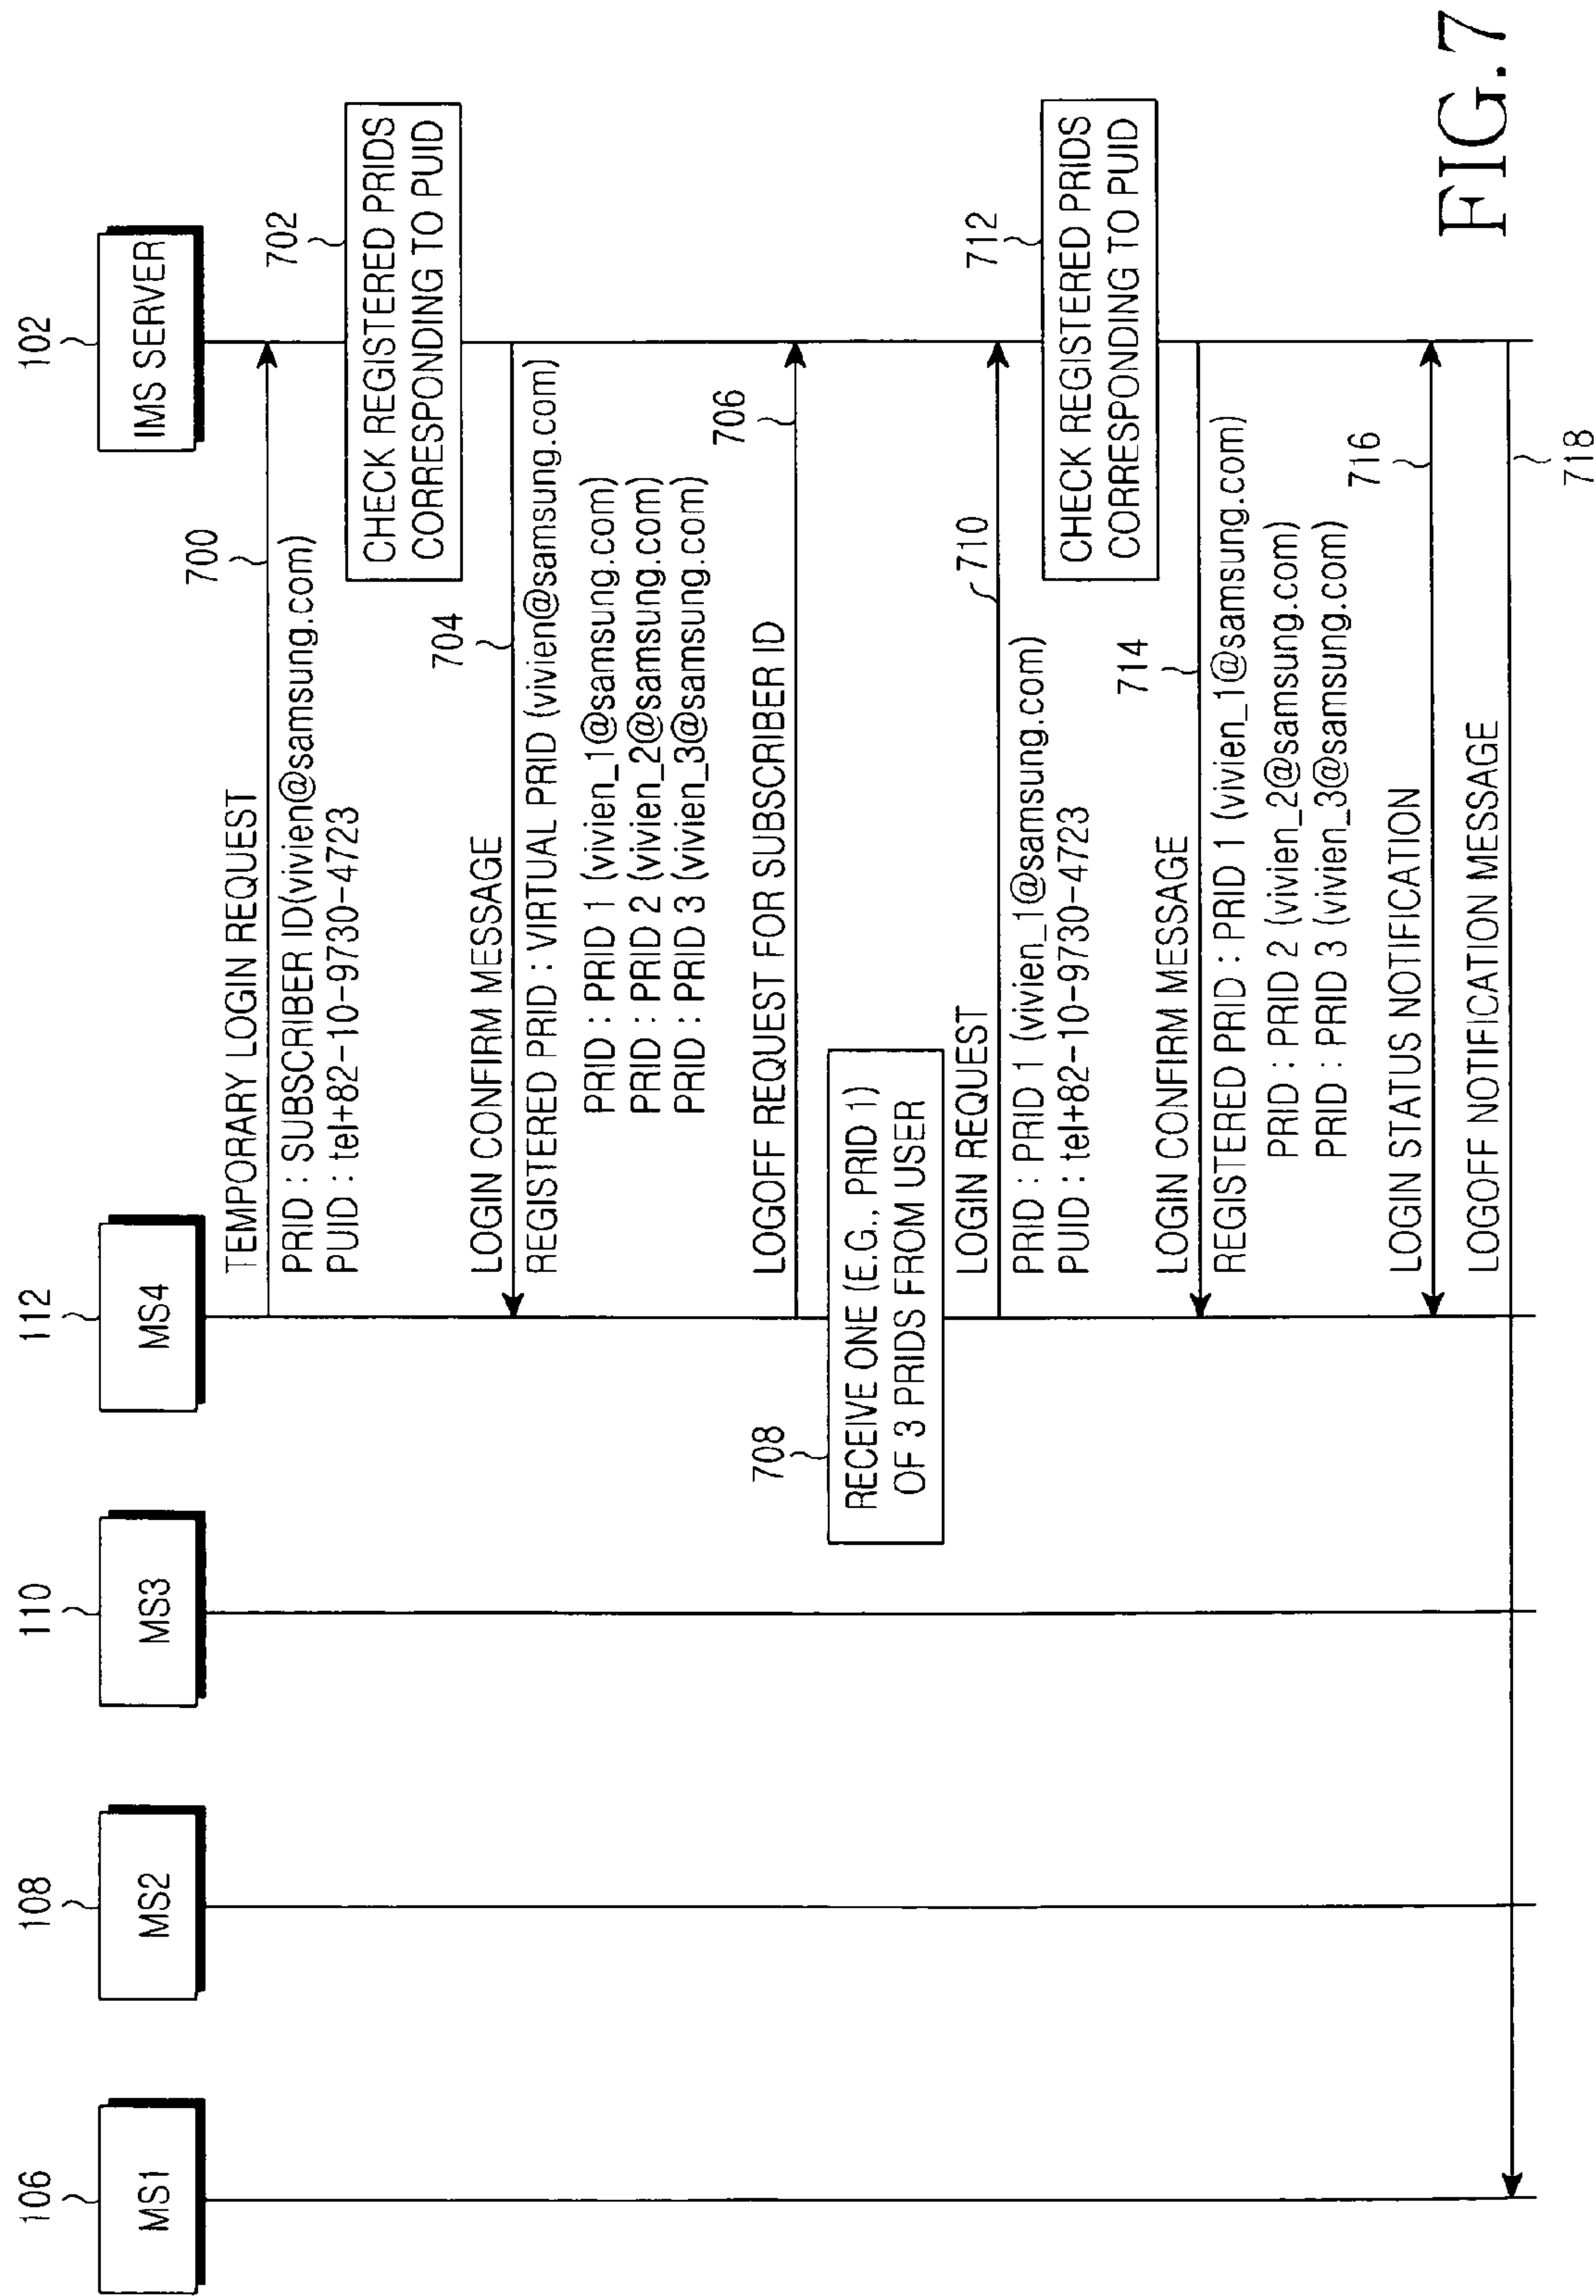 106
108
110
112
102
MS1
MS2
MS3
MS4
IMS SERVER
TEMPORARY LOGIN REQUEST
700
PRID : SUBSCRIBER ID(vivien@samsung.com)
PUID : tel+82-10-9730-4723
702
CHECK REGISTERED PRIDS
CORRESPONDING TO PUID
704
LOGIN CONFIRM MESSAGE
REGISTERED PRID : VIRTUAL PRID (vivien@samsung.com)
PRID : PRID 1 (vivien_1@samsung.com)
PRID : PRID 2 (vivien_2@samsung.com)
PRID : PRID 3 (vivien_3@samsung.com)
706
LOGOFF REQUEST FOR SUBSCRIBER ID
708
RECEIVE ONE (E.G., PRID 1)
OF 3 PRIDS FROM USER
LOGIN REQUEST
710
PRID : PRID 1 (vivien_1@samsung.com)
PUID : tel+82-10-9730-4723
712
CHECK REGISTERED PRIDS
CORRESPONDING TO PUID
714
LOGIN CONFIRM MESSAGE
REGISTERED PRID : PRID 1 (vivien_1@samsung.com)
PRID : PRID 2 (vivien_2@samsung.com)
PRID : PRID 3 (vivien_3@samsung.com)
716
LOGIN STATUS NOTIFICATION
LOGOFF NOTIFICATION MESSAGE
718
FIG.7